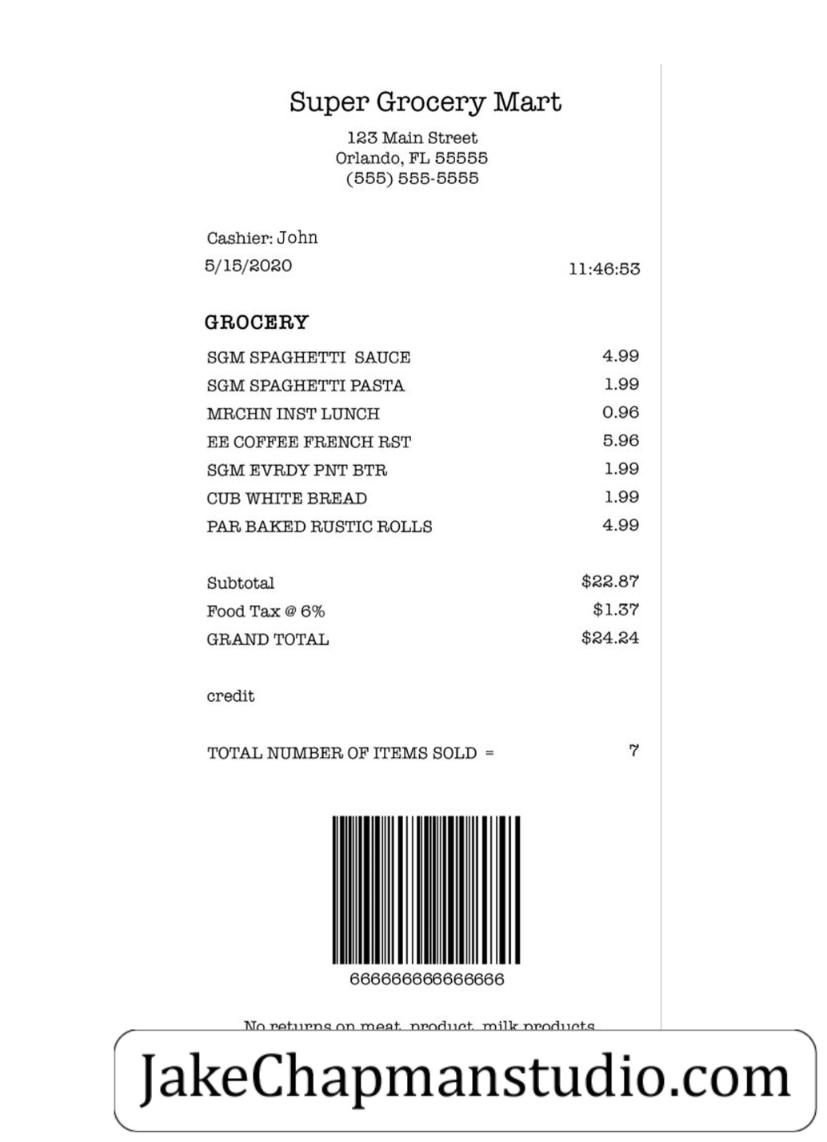 Super Grocery Mart
123 Main Street
Orlando, FL 55555
(555) 555-5555
Cashier: John
5/15/2020 11:46:53
GROCERY
SGM SPAGHETTI SAUCE 4.99
SGM SPAGHETTI PASTA 1.99
MRCHN INST LUNCH 0.96
EE COFFEE FRENCH RST 5.96
SGM EVRDY PNT BTR 1.99
CUB WHITE BREAD 1.99
PAR BAKED RUSTIC ROLLS 4.99
Subtotal $22.87
Food Tax @ 6% $1.37
GRAND TOTAL $24.24
credit
TOTAL NUMBER OF ITEMS SOLD = 7
666666666666666
No returns on meat, product, milk products
JakeChapmanstudio.com